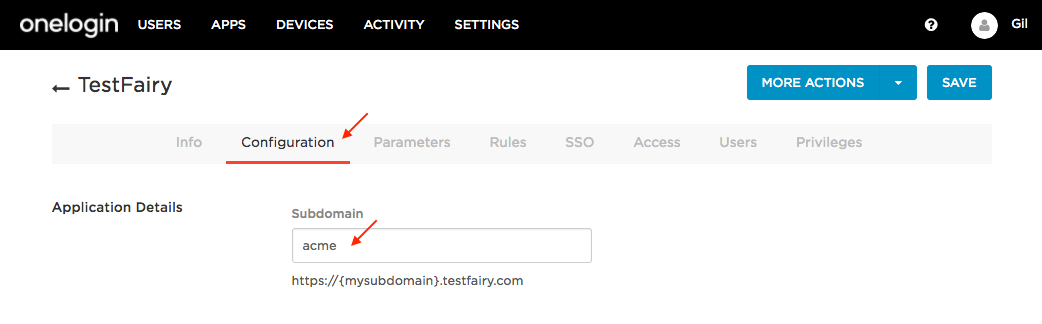 onelogin USERS APPS DEVICES ACTIVITY SETTINGS ? Gil
← TestFairy MORE ACTIONS SAVE
Info Configuration Parameters Rules SSO Access Users Privileges
Application Details
Subdomain
acme
https://{mysubdomain}.testfairy.com